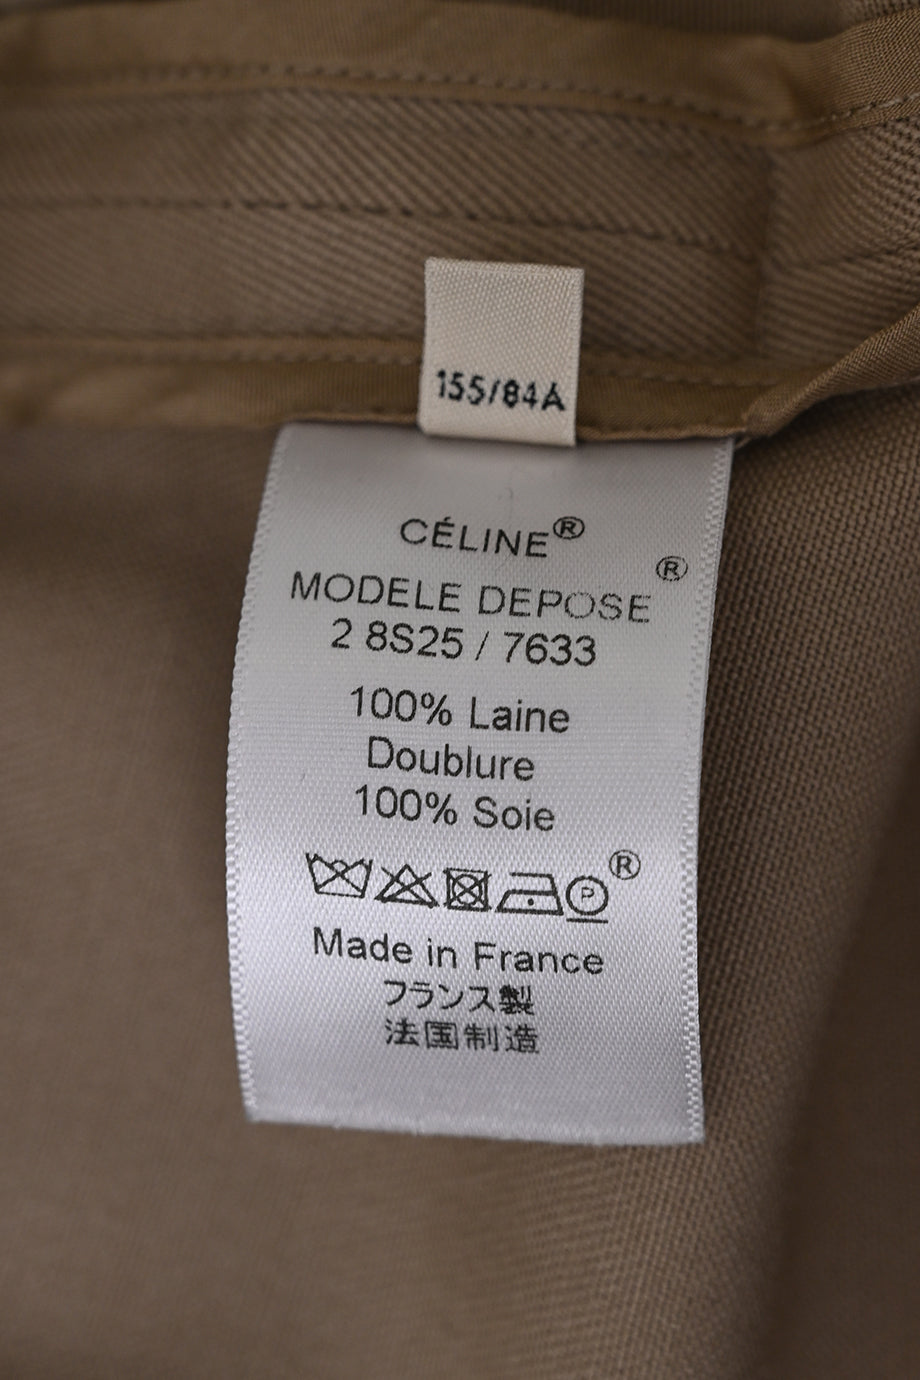 155/84A
CÉLINE®
MODELE DEPOSE ®
2 8S25 / 7633
100% Laine
Doublure
100% Soie
P ®
Made in France
フランス製
法国制造